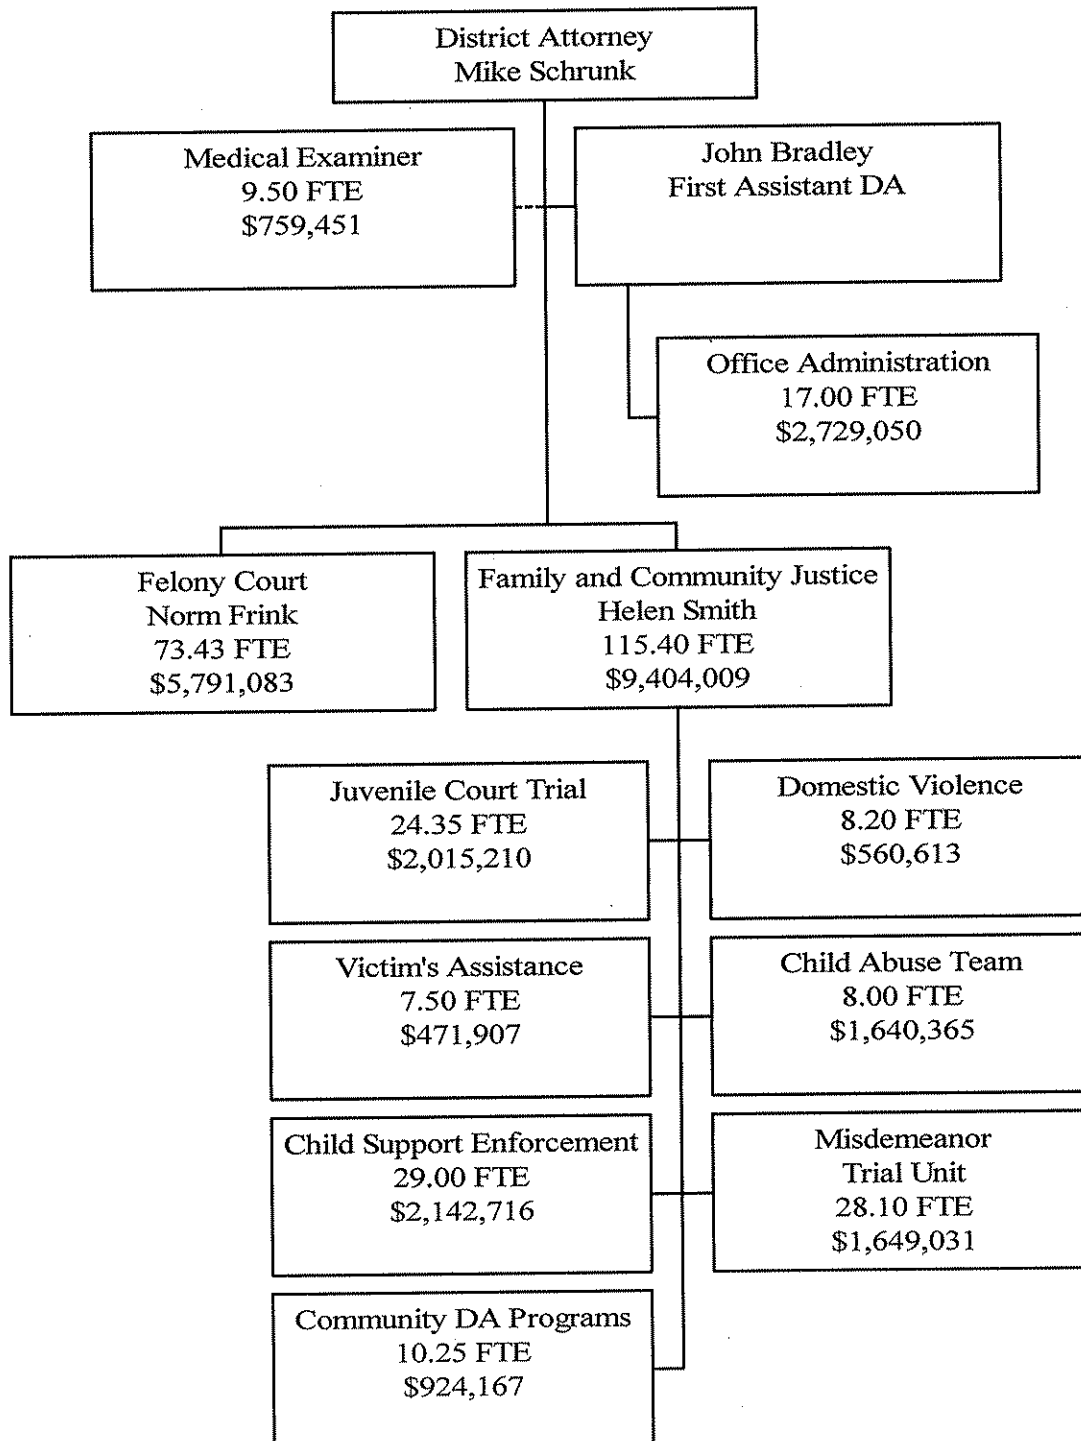 District Attorney
Mike Schrunk
Medical Examiner
9.50 FTE
$759,451
John Bradley
First Assistant DA
Office Administration
17.00 FTE
$2,729,050
Felony Court
Norm Frink
73.43 FTE
$5,791,083
Family and Community Justice
Helen Smith
115.40 FTE
$9,404,009
Juvenile Court Trial
24.35 FTE
$2,015,210
Domestic Violence
8.20 FTE
$560,613
Victim's Assistance
7.50 FTE
$471,907
Child Abuse Team
8.00 FTE
$1,640,365
Child Support Enforcement
29.00 FTE
$2,142,716
Misdemeanor
Trial Unit
28.10 FTE
$1,649,031
Community DA Programs
10.25 FTE
$924,167